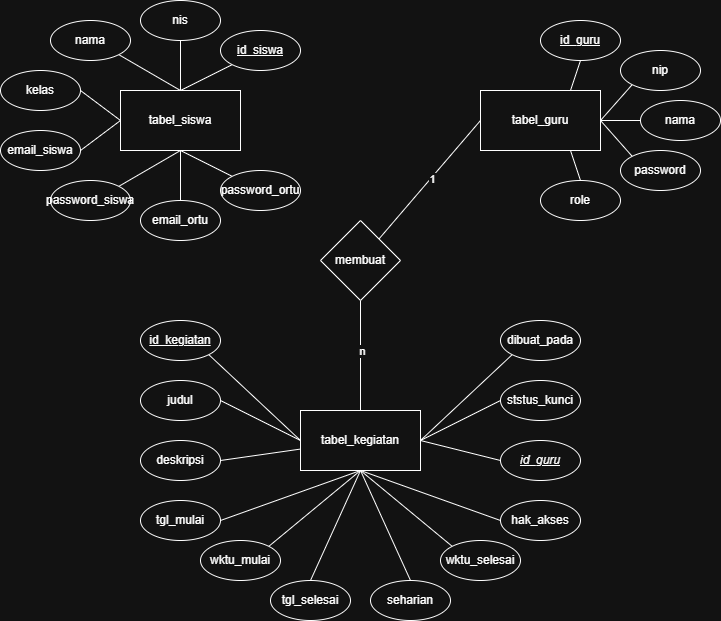 nis
nama
id_siswa
kelas
tabel_siswa
email_siswa
password_siswa
email_ortu
password_ortu
id_guru
nip
tabel_guru
nama
password
role
1
membuat
n
id_kegiatan
judul
deskripsi
tabel_kegiatan
dibuat_pada
ststus_kunci
id_guru
tgl_mulai
hak_akses
wktu_mulai
wktu_selesai
tgl_selesai
seharian